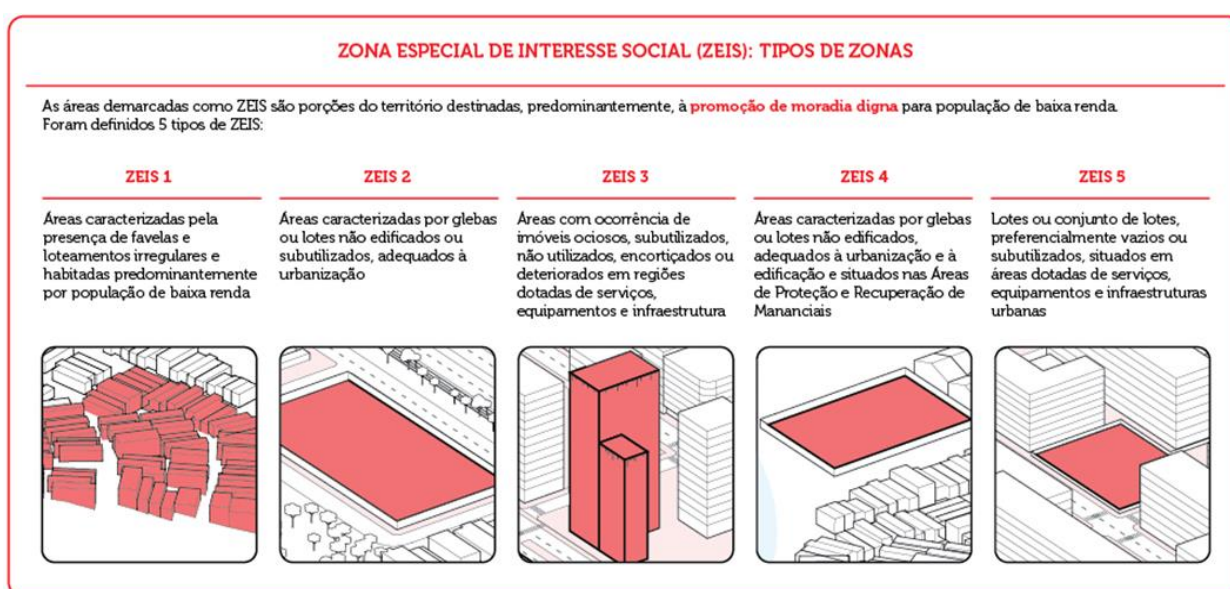 ZONA ESPECIAL DE INTERESSE SOCIAL (ZEIS): TIPOS DE ZONAS
As áreas demarcadas como ZEIS são porções do território destinadas, predominantemente, à promoção de moradia digna para população de baixa renda.
Foram definidos 5 tipos de ZEIS:
ZEIS 1
Áreas caracterizadas pela
presença de favelas e
loteamentos irregulares e
habitadas predominantemente
por população de baixa renda
ZEIS 2
Áreas caracterizadas por glebas
ou lotes não edificados ou
subutilizados, adequados à
urbanização
ZEIS 3
Áreas com ocorrência de
imóveis ociosos, subutilizados,
não utilizados, encortiçados ou
deteriorados em regiões
dotadas de serviços,
equipamentos e infraestrutura
ZEIS 4
Áreas caracterizadas por glebas
ou lotes não edificados,
adequados à urbanização e à
edificação e situados nas Áreas
de Proteção e Recuperação de
Mananciais
ZEIS 5
Lotes ou conjunto de lotes,
preferencialmente vazios ou
subutilizados, situados em
áreas dotadas de serviços,
equipamentos e infraestruturas
urbanas